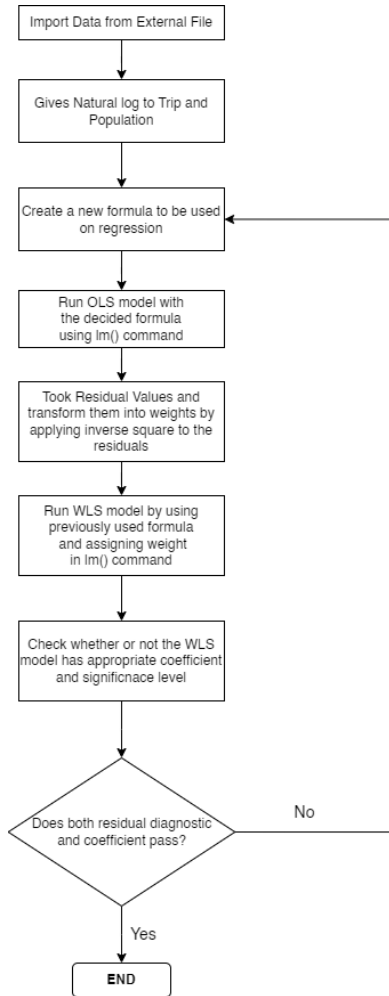 Import Data from External File
Gives Natural log to Trip and
Population
Create a new formula to be used
on regression
Run OLS model with
the decided formula
using lm() command
Took Residual Values and
transform them into weights by
applying inverse square to the
residuals
Run WLS model by using
previously used formula
and assigning weight
in lm() command
Check whether or not the WLS
model has appropriate coefficient
and significnace level
Does both residual diagnostic
and coefficient pass?
No
Yes
END